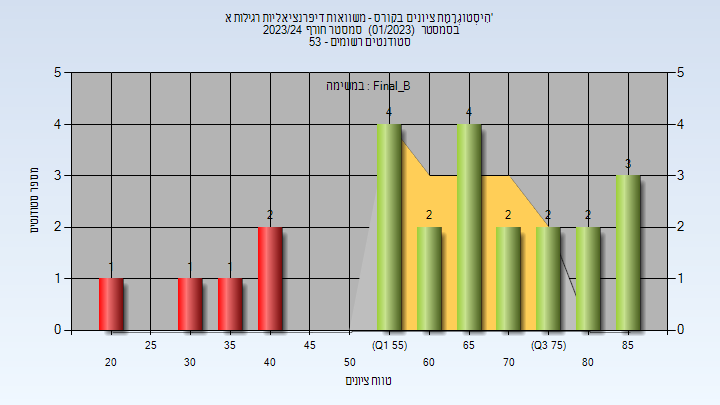 היסטוגרמת ציונים בקורס - משוואות דיפרנציאליות רגילות א'
בסמסטר (01/2023) סמסטר חורף 2023/24
סטודנטים רשומים - 53
במשימה : Final_B
מספר סטודנטים
5 5
4 4
3 3
2 2
1 1
0 0
1 1 1 2 4 2 4 2 2 2 3
25 35 45 (Q1 55) 65 (Q3 75) 85
20 30 40 50 60 70 80
טווח ציונים